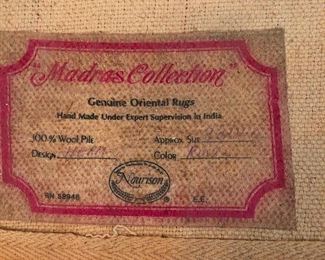 "Madras Collection"
Genuine Oriental Rugs
Hand Made Under Expert Supervision in India
100% Wool Pile Approx. Size
Design Color
Nourison
®
RN 58948 S.E.